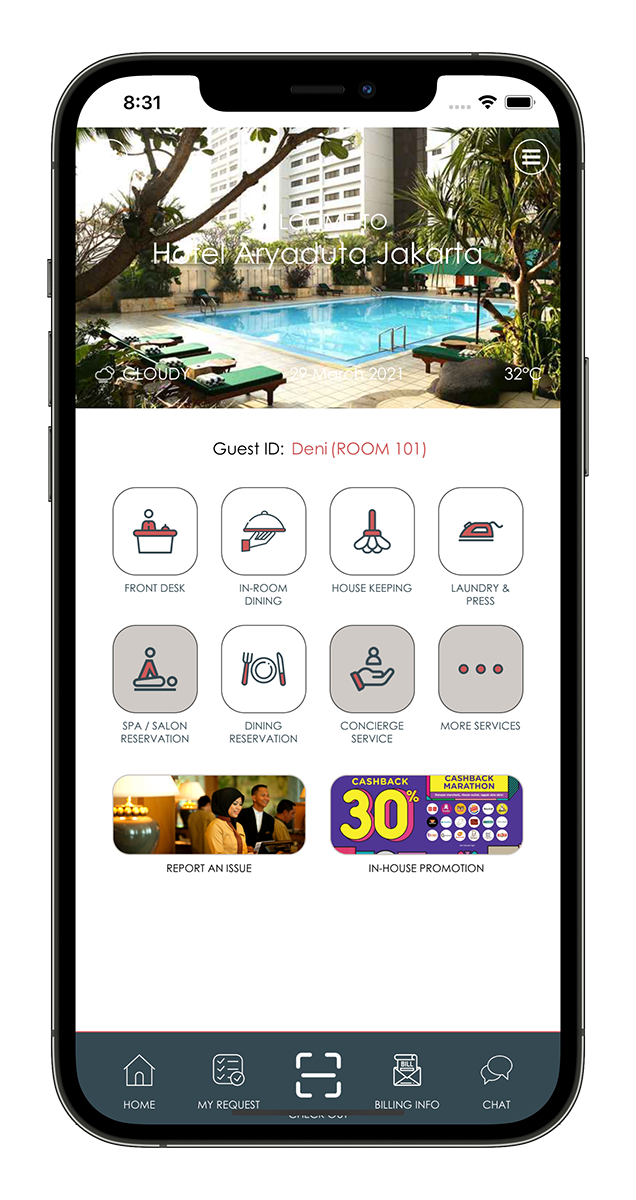 8:31
WELCOME TO
Hotel Aryaduta Jakarta
CLOUDY
29 March 2021
32°C
Guest ID: Deni (ROOM 101)
FRONT DESK
IN-ROOM
DINING
HOUSE KEEPING
LAUNDRY &
PRESS
SPA / SALON
RESERVATION
DINING
RESERVATION
CONCIERGE
SERVICE
MORE SERVICES
CASHBACK
30%
CASHBACK
MARATHON
REPORT AN ISSUE
IN-HOUSE PROMOTION
HOME
MY REQUEST
CHECK OUT
BILL
BILLING INFO
CHAT